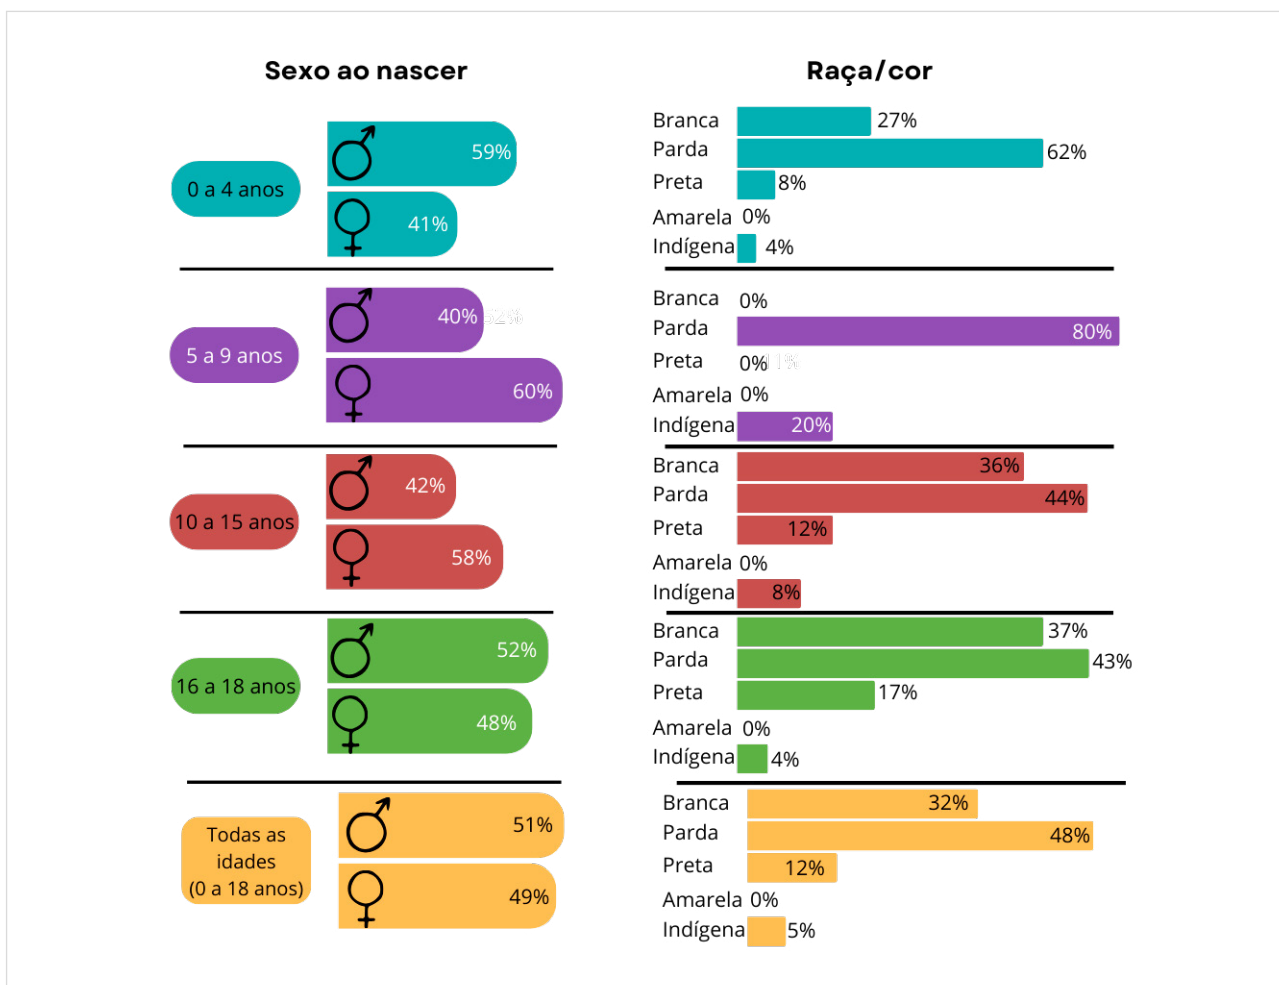 Sexo ao nascer
Raça/cor
0 a 4 anos
59%
41%
Branca 27%
Parda 62%
Preta 8%
Amarela 0%
Indígena 4%
5 a 9 anos
40%
60%
Branca 0%
Parda 80%
Preta 0%
Amarela 0%
Indígena 20%
10 a 15 anos
42%
58%
Branca 36%
Parda 44%
Preta 12%
Amarela 0%
Indígena 8%
16 a 18 anos
52%
48%
Branca 37%
Parda 43%
Preta 17%
Amarela 0%
Indígena 4%
Todas as
idades
(0 a 18 anos)
51%
49%
Branca 32%
Parda 48%
Preta 12%
Amarela 0%
Indígena 5%